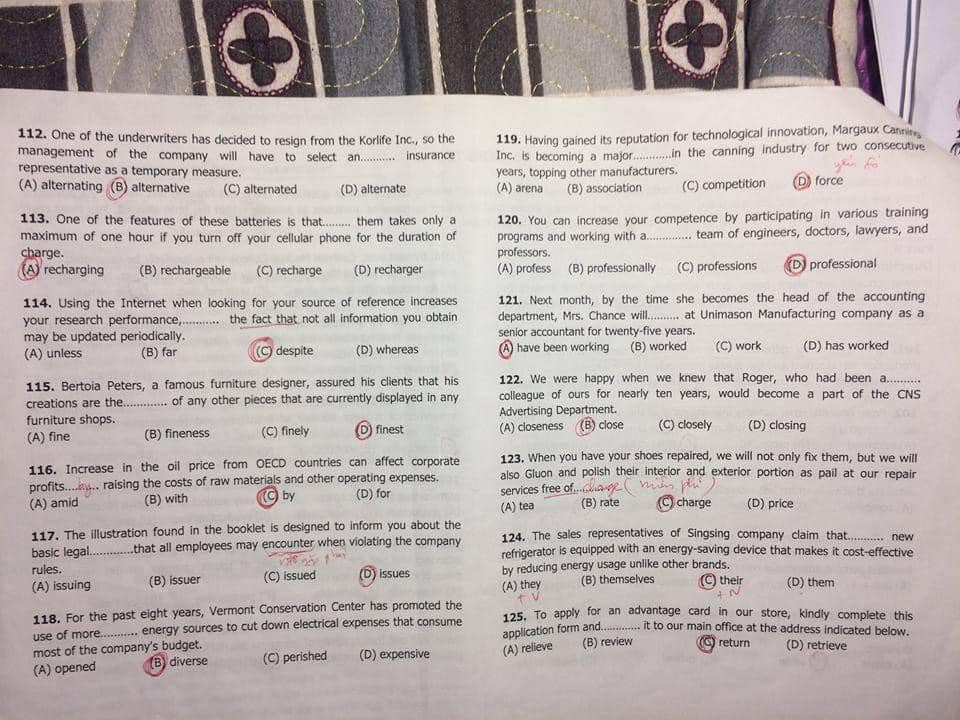 112. One of the underwriters has decided to resign from the Korlife Inc., so the
management of the company will have to select an.......... insurance
representative as a temporary measure.
(A) alternating (B) alternative (C) alternated (D) alternate
113. One of the features of these batteries is that........ them takes only a
maximum of one hour if you turn off your cellular phone for the duration of
charge.
(A) recharging (B) rechargeable (C) recharge (D) recharger
114. Using the Internet when looking for your source of reference increases
your research performance,.......... the fact that not all information you obtain
may be updated periodically.
(A) unless (B) far (C) despite (D) whereas
115. Bertoia Peters, a famous furniture designer, assured his clients that his
creations are the............ of any other pieces that are currently displayed in any
furniture shops.
(A) fine (B) fineness (C) finely (D) finest
116. Increase in the oil price from OECD countries can affect corporate
profits....by... raising the costs of raw materials and other operating expenses.
(A) amid (B) with (C) by (D) for
117. The illustration found in the booklet is designed to inform you about the
basic legal............that all employees may encounter when violating the company
rules.
(A) issuing (B) issuer (C) issued (D) issues
118. For the past eight years, Vermont Conservation Center has promoted the
use of more.......... energy sources to cut down electrical expenses that consume
most of the company's budget.
(A) opened (B) diverse (C) perished (D) expensive
119. Having gained its reputation for technological innovation, Margaux Canning
Inc. is becoming a major...........in the canning industry for two consecutive
years, topping other manufacturers.
(A) arena (B) association (C) competition (D) force
120. You can increase your competence by participating in various training
programs and working with a............. team of engineers, doctors, lawyers, and
professors.
(A) profess (B) professionally (C) professions (D) professional
121. Next month, by the time she becomes the head of the accounting
department, Mrs. Chance will......... at Unimason Manufacturing company as a
senior accountant for twenty-five years.
(A) have been working (B) worked (C) work (D) has worked
122. We were happy when we knew that Roger, who had been a..........
colleague of ours for nearly ten years, would become a part of the CNS
Advertising Department.
(A) closeness (B) close (C) closely (D) closing
123. When you have your shoes repaired, we will not only fix them, but we will
also Gluon and polish their interior and exterior portion as pail at our repair
services free of...charge (miễn phí)
(A) tea (B) rate (C) charge (D) price
124. The sales representatives of Singsing company claim that.......... new
refrigerator is equipped with an energy-saving device that makes it cost-effective
by reducing energy usage unlike other brands.
(A) they (B) themselves (C) their (D) them
+ V + N
125. To apply for an advantage card in our store, kindly complete this
application form and............ it to our main office at the address indicated below.
(A) relieve (B) review (C) return (D) retrieve